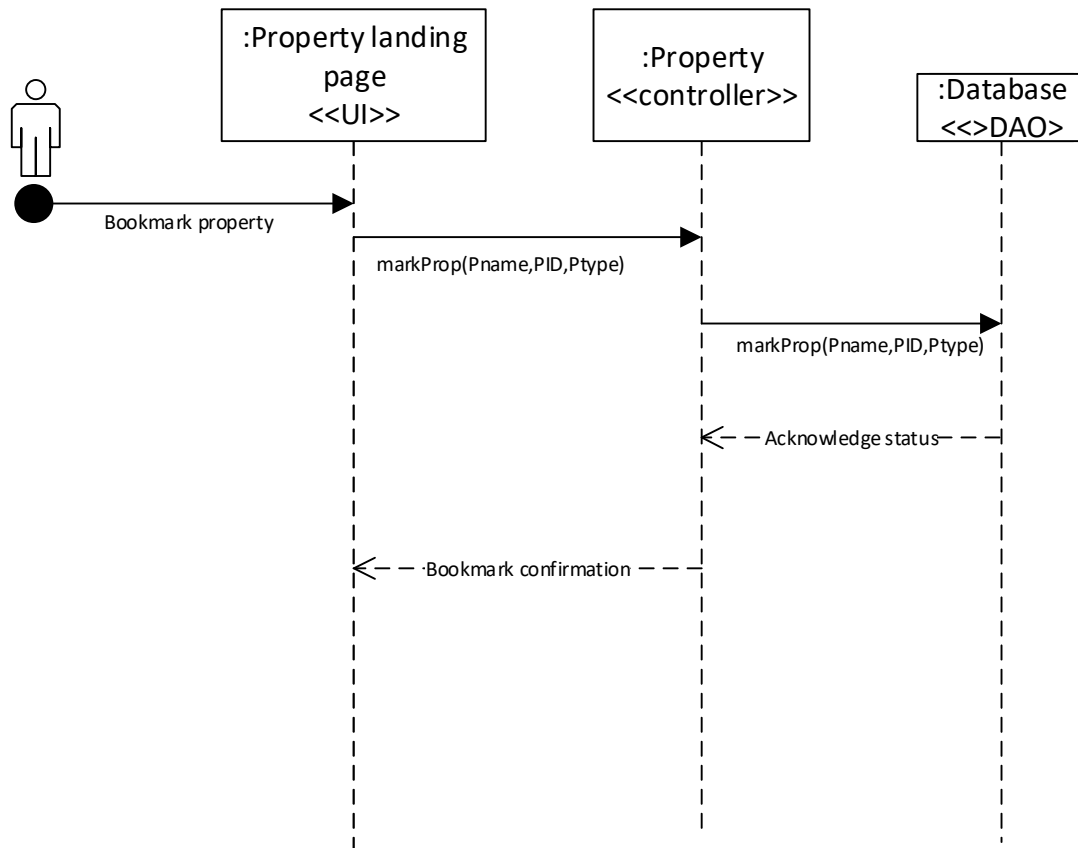 :Property landing
page
<<UI>>
:Property
<<controller>>
:Database
<<>DAO>
Bookmark property
markProp(Pname,PID,Ptype)
markProp(Pname,PID,Ptype)
Acknowledge status
Bookmark confirmation